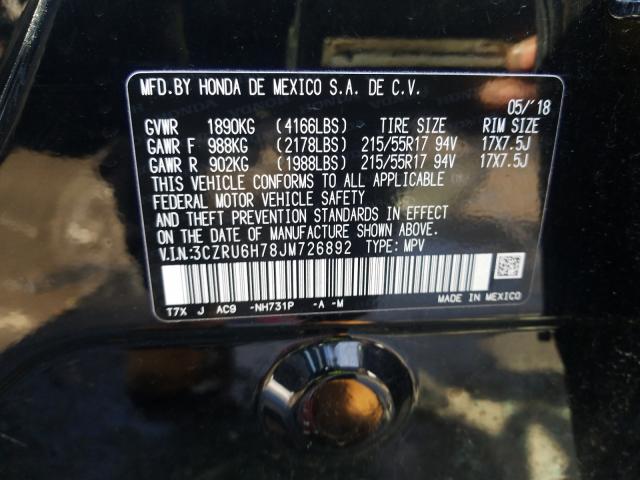 MFD.BY HONDA DE MEXICO S.A. DE C.V.
05/'18
GVWR 1890KG (4166LBS) TIRE SIZE RIM SIZE
GAWR F 988KG (2178LBS) 215/55R17 94V 17X7.5J
GAWR R 902KG (1988LBS) 215/55R17 94V 17X7.5J
THIS VEHICLE CONFORMS TO ALL APPLICABLE
FEDERAL MOTOR VEHICLE SAFETY
AND THEFT PREVENTION STANDARDS IN EFFECT
ON THE DATE OF MANUFACTURE SHOWN ABOVE.
V.I.N.:3CZRU6H78JM726892 TYPE: MPV
T7X J AC9 -NH731P -A -M
MADE IN MEXICO